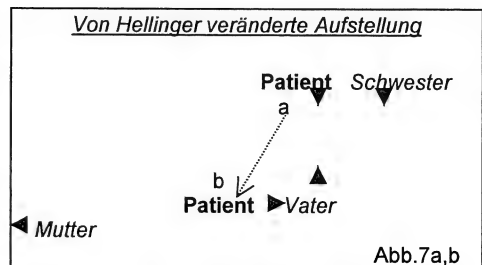 Von Hellinger veränderte Aufstellung
Patient Schwester
a
b
Patient Vater
Mutter
Abb.7a,b